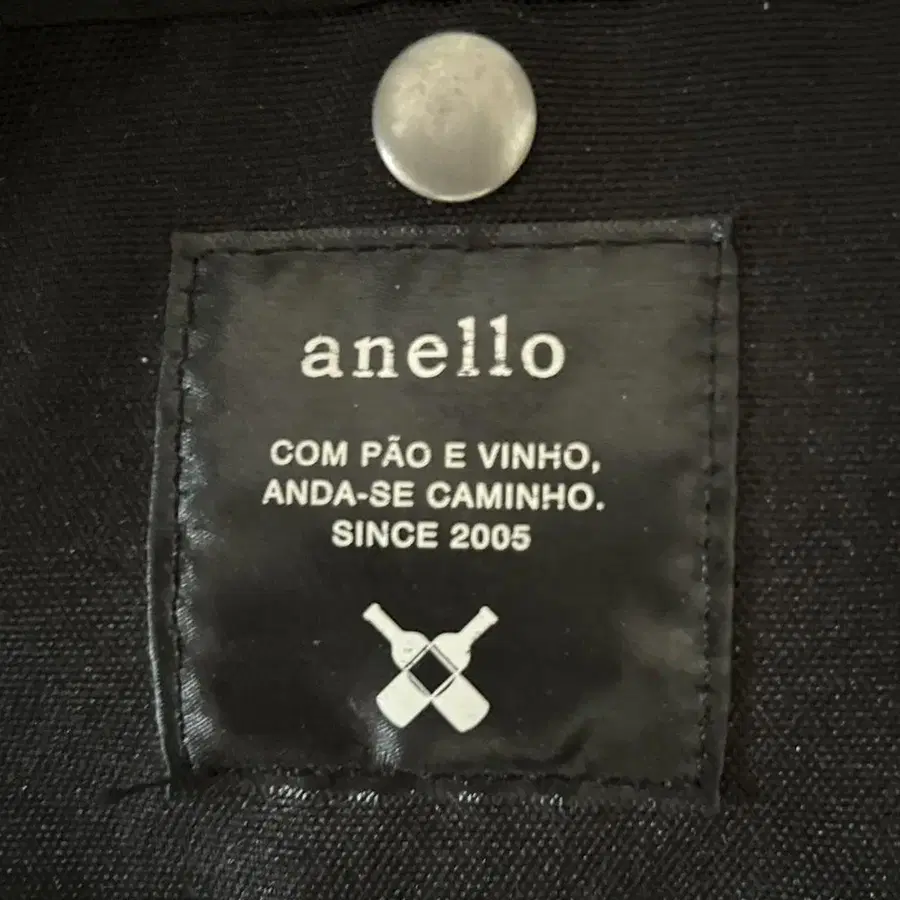 anello
COM PÃO E VINHO,
ANDA-SE CAMINHO.
SINCE 2005